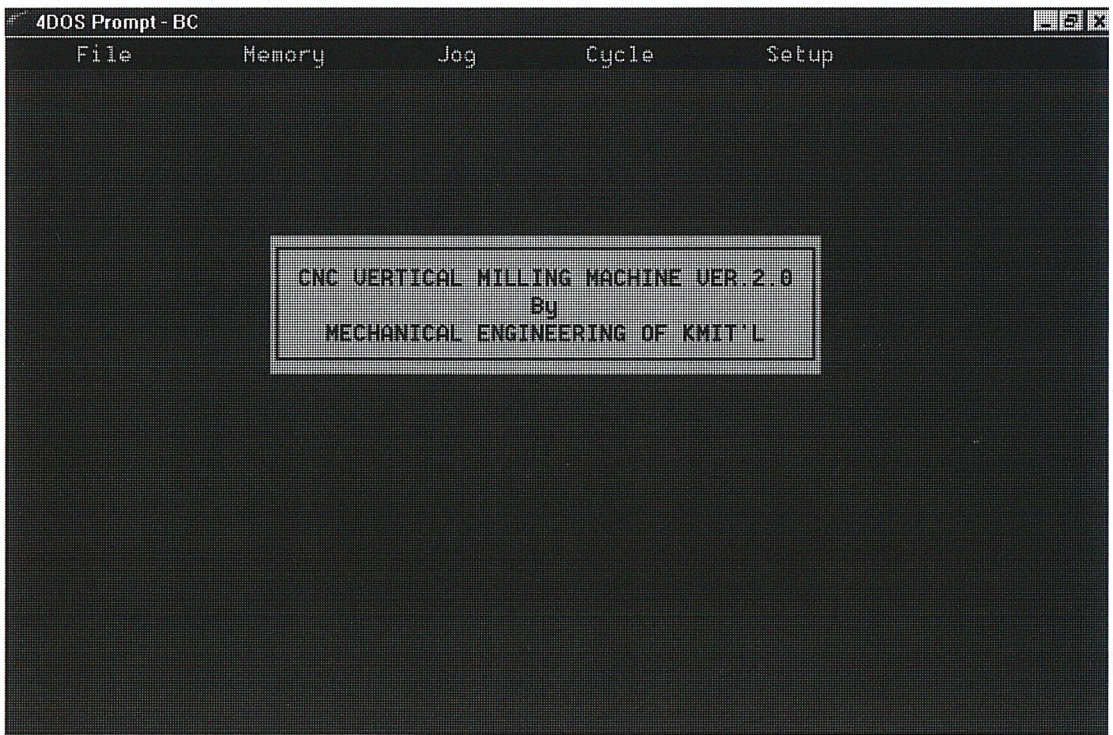 4DOS Prompt - BC
File Memory Jog Cycle Setup
CNC VERTICAL MILLING MACHINE VER.2.0
By
MECHANICAL ENGINEERING OF KMIT'L